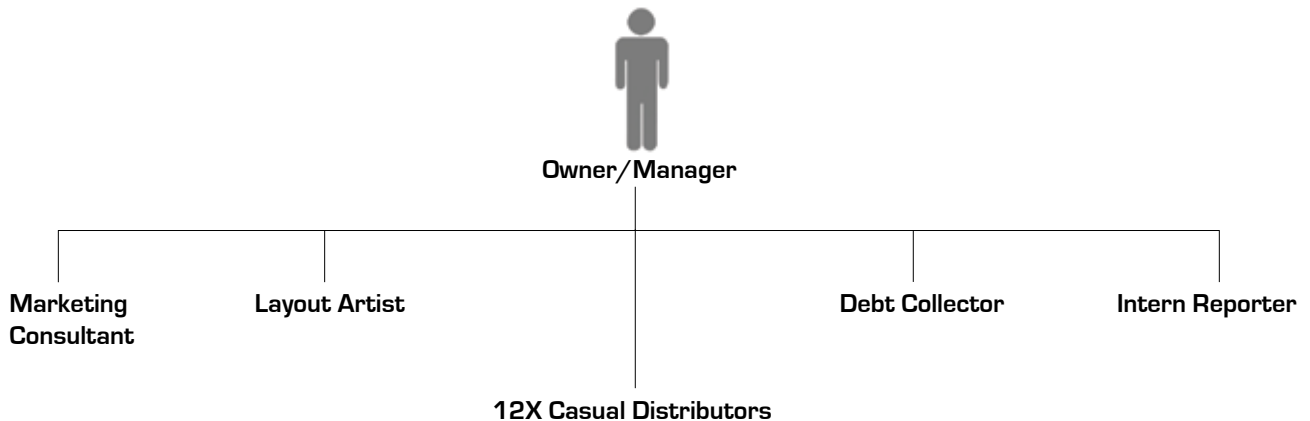 Owner/Manager
Marketing
Consultant
Layout Artist
Debt Collector
Intern Reporter
12X Casual Distributors